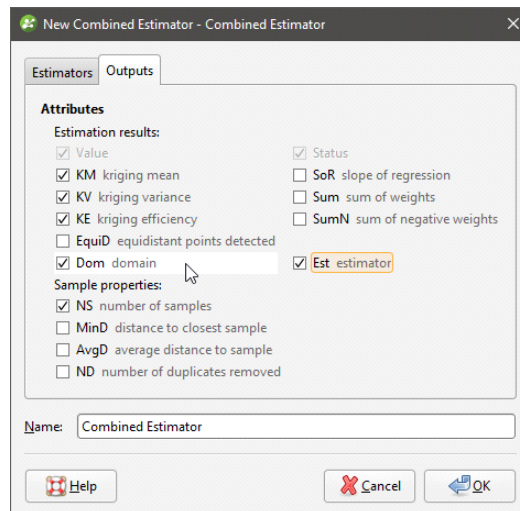 New Combined Estimator - Combined Estimator
Estimators Outputs
Attributes
Estimation results:
Value Status
KM kriging mean SoR slope of regression
KV kriging variance Sum sum of weights
KE kriging efficiency SumN sum of negative weights
EquiD equidistant points detected
Dom domain Est estimator
Sample properties:
NS number of samples
MinD distance to closest sample
AvgD average distance to sample
ND number of duplicates removed
Name: Combined Estimator
Help Cancel OK